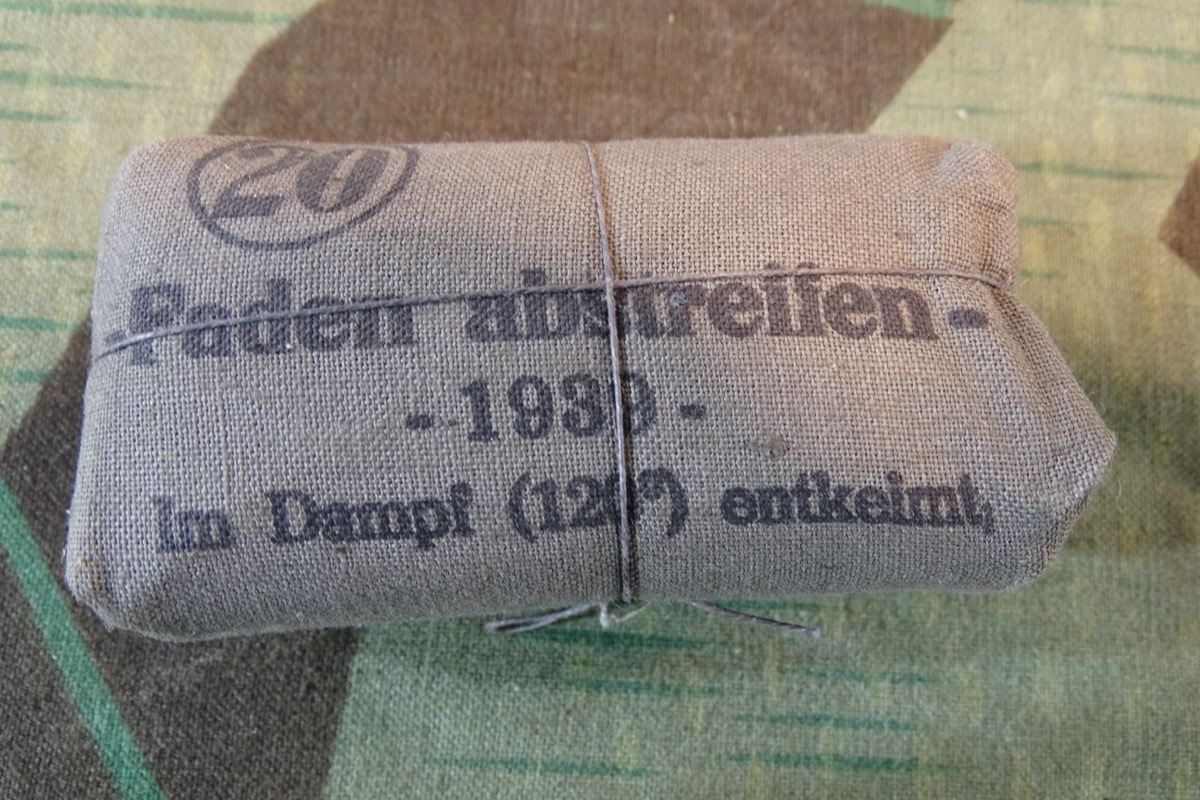 20
-Faden abstreifen-
- 1939 -
Im Dampf (120°) entkeimt,